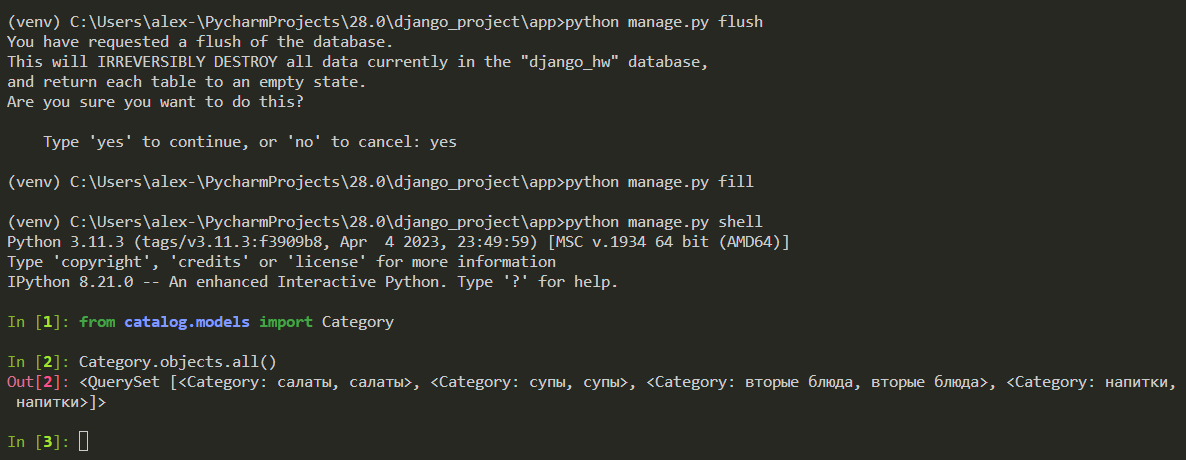 (venv) C:\Users\alex-\PycharmProjects\28.0\django_project\app>python manage.py flush
You have requested a flush of the database.
This will IRREVERSIBLY DESTROY all data currently in the "django_hw" database,
and return each table to an empty state.
Are you sure you want to do this?
    Type 'yes' to continue, or 'no' to cancel: yes
(venv) C:\Users\alex-\PycharmProjects\28.0\django_project\app>python manage.py fill
(venv) C:\Users\alex-\PycharmProjects\28.0\django_project\app>python manage.py shell
Python 3.11.3 (tags/v3.11.3:f3909b8, Apr  4 2023, 23:49:59) [MSC v.1934 64 bit (AMD64)]
Type 'copyright', 'credits' or 'license' for more information
IPython 8.21.0 -- An enhanced Interactive Python. Type '?' for help.
In [1]: from catalog.models import Category
In [2]: Category.objects.all()
Out[2]: <QuerySet [<Category: салаты, салаты>, <Category: супы, супы>, <Category: вторые блюда, вторые блюда>, <Category: напитки,
 напитки>]>
In [3]: